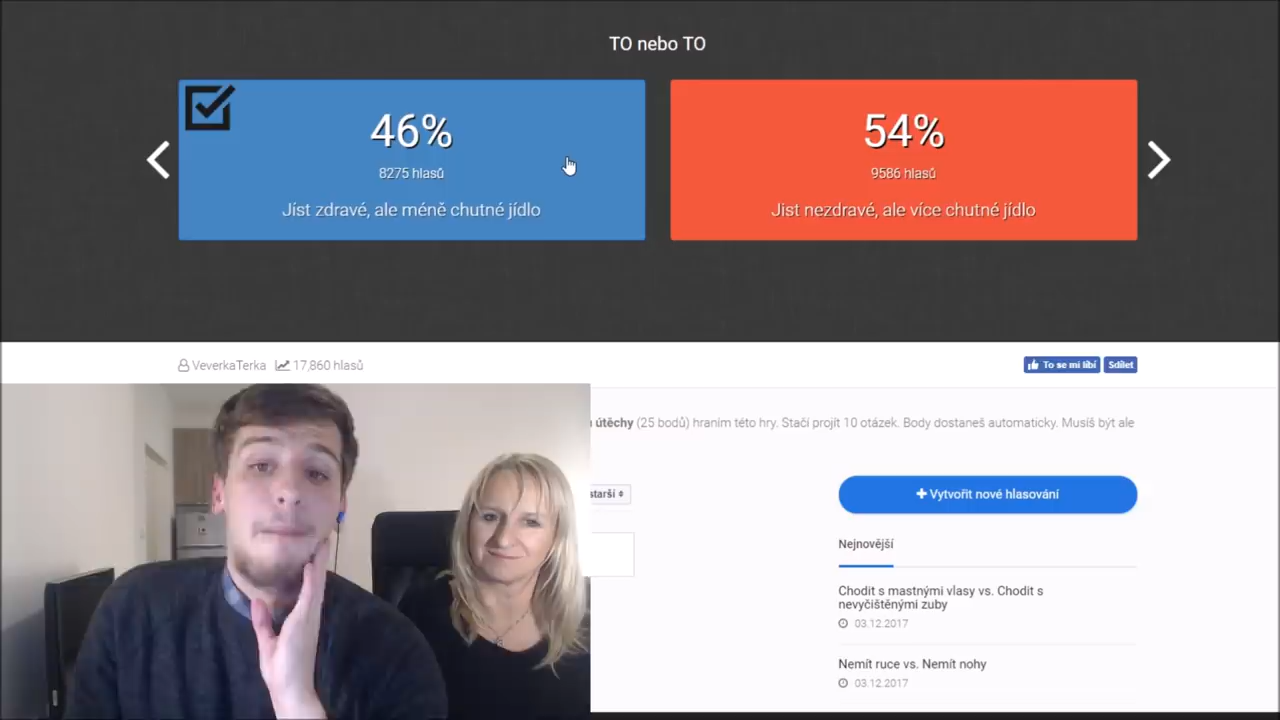 TO nebo TO
46%
8275 hlasů
Jíst zdravé, ale méně chutné jídlo
54%
9586 hlasů
Jist nezdravé, ale více chutné jídlo
VeverkaTerka 17,860 hlasů
To se mi líbí Sdílet
útěchy (25 bodů) hraním této hry. Stačí projít 10 otázek. Body dostaneš automaticky. Musíš být ale
starší
Vytvořit nové hlasování
Nejnovější
Chodit s mastnými vlasy vs. Chodit s
nevyčištěnými zuby
03.12.2017
Nemít ruce vs. Nemít nohy
03.12.2017